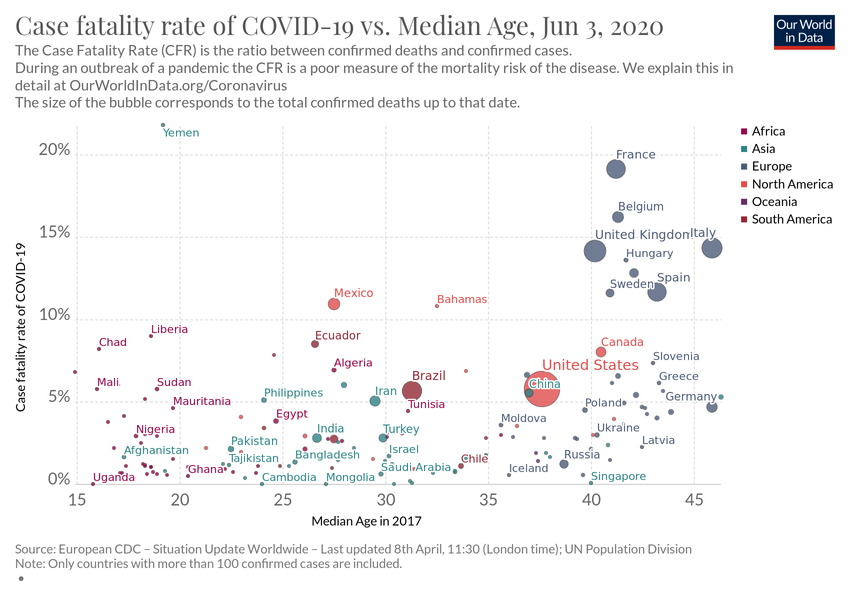 Case fatality rate of COVID-19 vs. Median Age, Jun 3, 2020
Our World
in Data
The Case Fatality Rate (CFR) is the ratio between confirmed deaths and confirmed cases.
During an outbreak of a pandemic the CFR is a poor measure of the mortality risk of the disease. We explain this in
detail at OurWorldInData.org/Coronavirus
The size of the bubble corresponds to the total confirmed deaths up to that date.
Yemen
Africa
Asia
Europe
North America
Oceania
South America
20%
France
Belgium
15%
United Kingdom
Italy
Hungary
Spain
Sweden
Mexico
Bahamas
10%
Liberia
Ecuador
Chad
Canada
Slovenia
Algeria
United States
Mali
Sudan
Brazil
China
Greece
Philippines
Iran
5%
Mauritania
Tunisia
Poland
Germany
Egypt
Moldova
Nigeria
India
Turkey
Ukraine
Pakistan
Latvia
Afghanistan
Bangladesh
Israel
Tajikistan
Chile
Russia
Ghana
Saudi Arabia
Iceland
0%
Uganda
Cambodia
Mongolia
Singapore
15
20
25
30
35
40
45
Case fatality rate of COVID-19
Median Age in 2017
Source: European CDC – Situation Update Worldwide – Last updated 8th April, 11:30 (London time); UN Population Division
Note: Only countries with more than 100 confirmed cases are included.